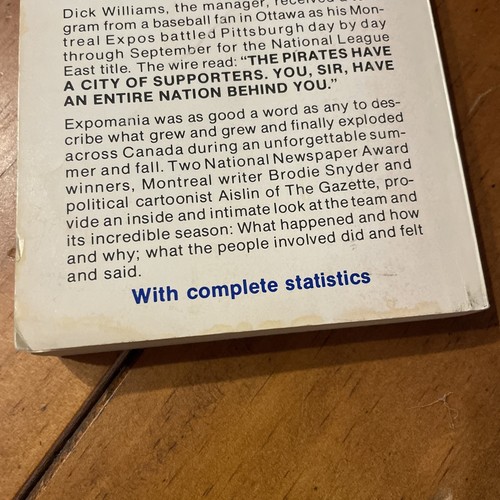 Dick Williams, the manager, received a
gram from a baseball fan in Ottawa as his Mon-
treal Expos battled Pittsburgh day by day
through September for the National League
East title. The wire read: “THE PIRATES HAVE
A CITY OF SUPPORTERS. YOU, SIR, HAVE
AN ENTIRE NATION BEHIND YOU.”
Expomania was as good a word as any to des-
cribe what grew and grew and finally exploded
across Canada during an unforgettable sum-
mer and fall. Two National Newspaper Award
winners, Montreal writer Brodie Snyder and
political cartoonist Aislin of The Gazette, pro-
vide an inside and intimate look at the team and
its incredible season: What happened and how
and why; what the people involved did and felt
and said.
With complete statistics